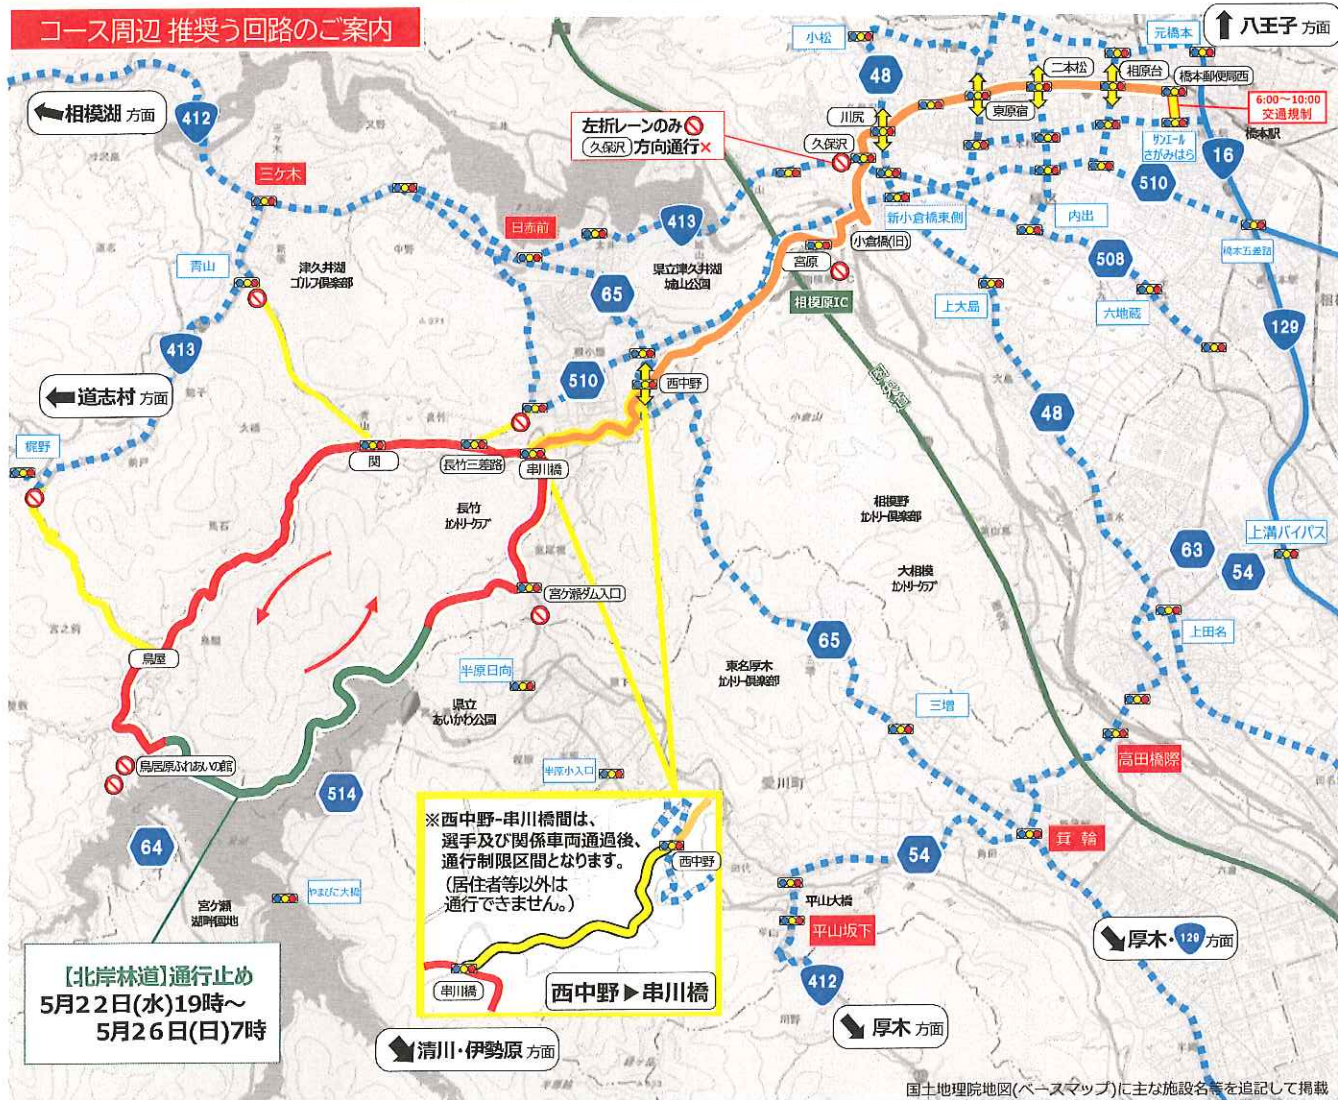 コース周辺 推奨う回路のご案内
八王子 方面
元橋本
小松
48
二本松
相原台
橋本郵便局西
6:00~10:00
交通規制
橋本駅
相模湖 方面
412
左折レーンのみ
久保沢 方向通行×
川尻
東原宿
久保沢
サンエール
さがみはら
16
三ケ木
510
日赤前
413
新小倉橋東側
内出
橋本五差路
小倉橋(旧)
青山
津久井湖
ゴルフ倶楽部
県立津久井湖
城山公園
宮原
508
65
相模原IC
上大島
六地蔵
129
413
510
西中野
道志村 方面
48
梶野
関
長竹三差路
串川橋
長竹
カントリークラブ
相模野
カントリー倶楽部
上溝バイパス
63
54
大相模
カントリークラブ
宮ケ瀬ダム入口
上田名
鳥屋
半原日向
65
東名厚木
カントリー倶楽部
県立
あいかわ公園
三増
高田橋際
鳥居原ふれあいの館
514
半原小入口
愛川町
64
※西中野-串川橋間は、
選手及び関係車両通過後、
通行制限区間となります。
(居住者等以外は
通行できません。)
西中野
串川橋
西中野▶串川橋
箕輪
54
やまびこ大橋
宮ケ瀬
湖畔園地
平山大橋
平山坂下
厚木・129 方面
412
【北岸林道】通行止め
5月22日(水)19時~
5月26日(日)7時
厚木 方面
清川・伊勢原 方面
国土地理院地図(ベースマップ)に主な施設名等を追記して掲載